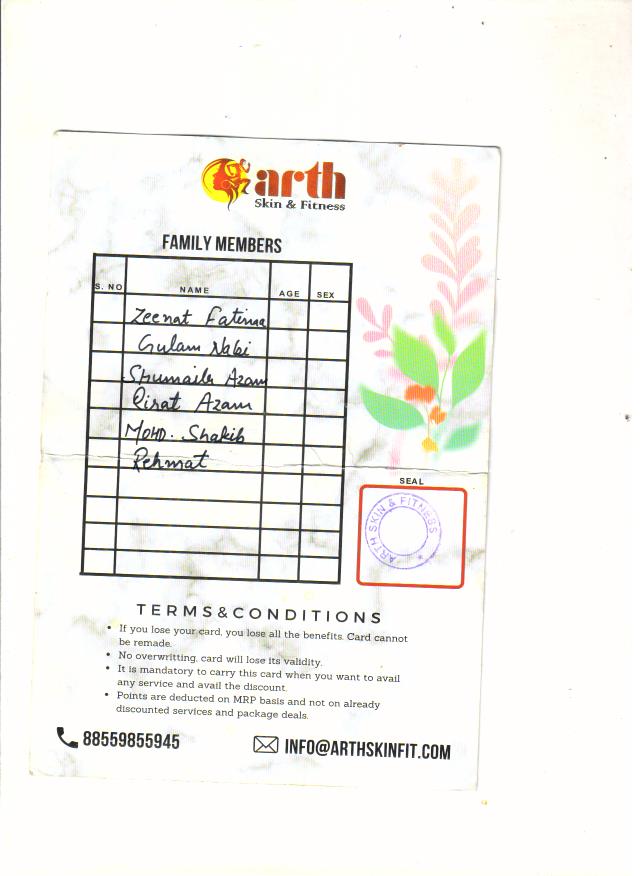 arth
Skin & Fitness
FAMILY MEMBERS
S. NO NAME AGE SEX
Zeenat Fatima
Gulam Nabi
Shumaila Azam
Qirat Azam
MOHD. Shakib
Rehmat
SEAL
ARTH SKIN & FITNESS
TERMS&CONDITIONS
• If you lose your card, you lose all the benefits. Card cannot
be remade.
• No overwritting, card will lose its validity.
• It is mandatory to carry this card when you want to avail
any service and avail the discount.
• Points are deducted on MRP basis and not on already
discounted services and package deals.
88559855945
INFO@ARTHSKINFIT.COM